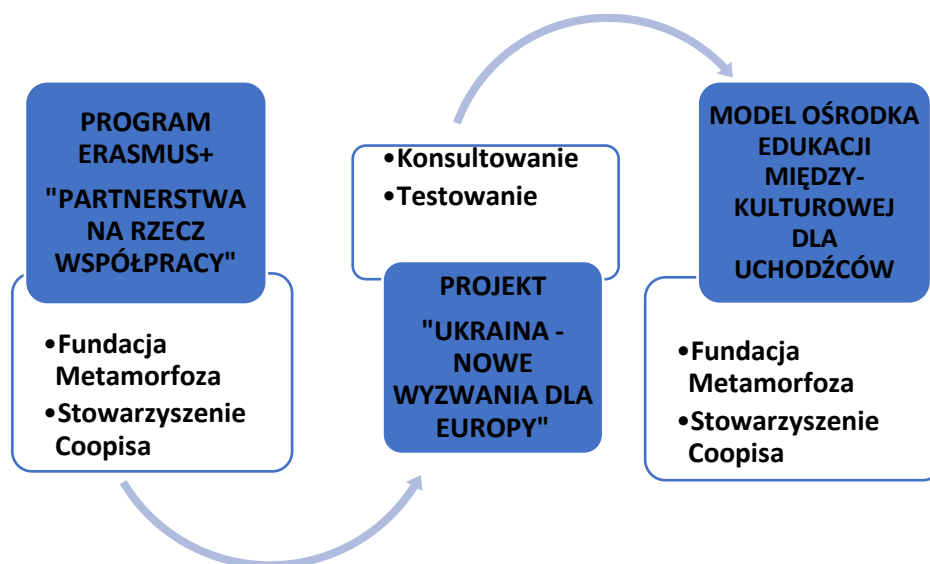 PROGRAM
ERASMUS+
"PARTNERSTWA
NA RZECZ
WSPÓŁPRACY"
•Fundacja
Metamorfoza
•Stowarzyszenie
Coopisa
•Konsultowanie
•Testowanie
PROJEKT
"UKRAINA -
NOWE
WYZWANIA DLA
EUROPY"
MODEL OŚRODKA
EDUKACJI
MIĘDZY-
KULTUROWEJ
DLA
UCHODŹCÓW
•Fundacja
Metamorfoza
•Stowarzyszenie
Coopisa